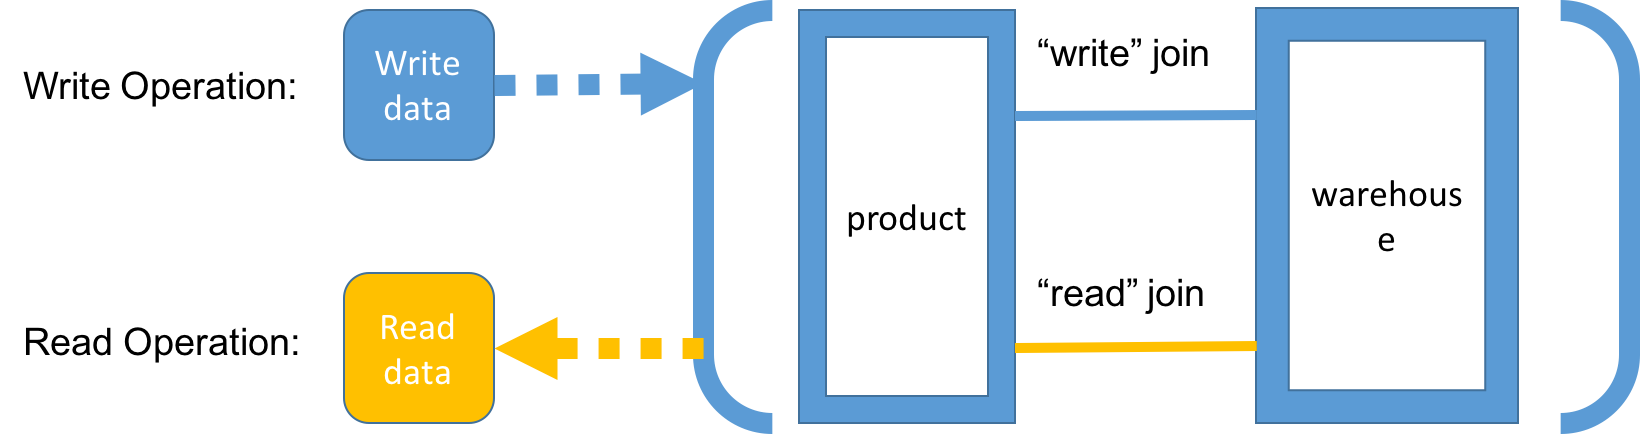 Write Operation:
Write
data
“write” join
product
warehous
e
“read” join
Read Operation:
Read
data